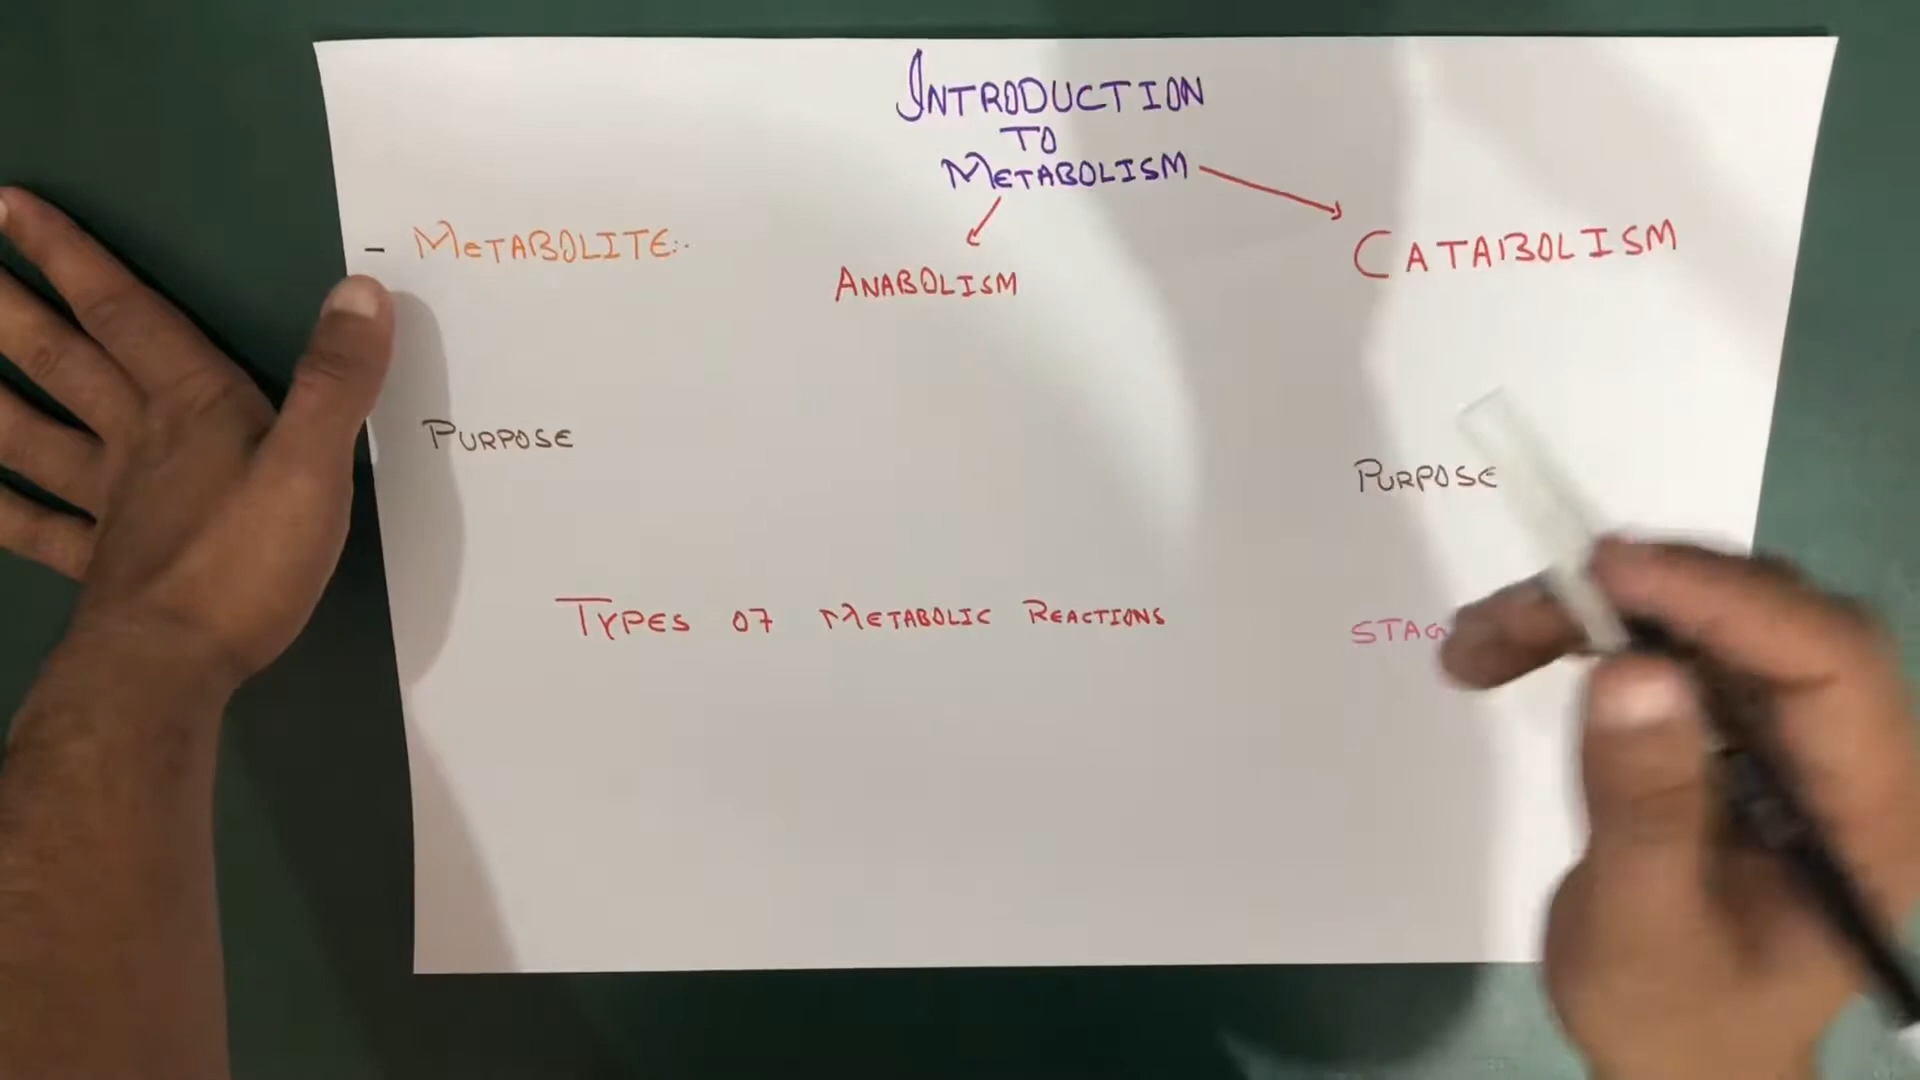 INTRODUCTION
TO
METABOLISM
- METABOLITE:-
ANABOLISM
CATABOLISM
PURPOSE
PURPOSE
TYPES OF METABOLIC REACTIONS